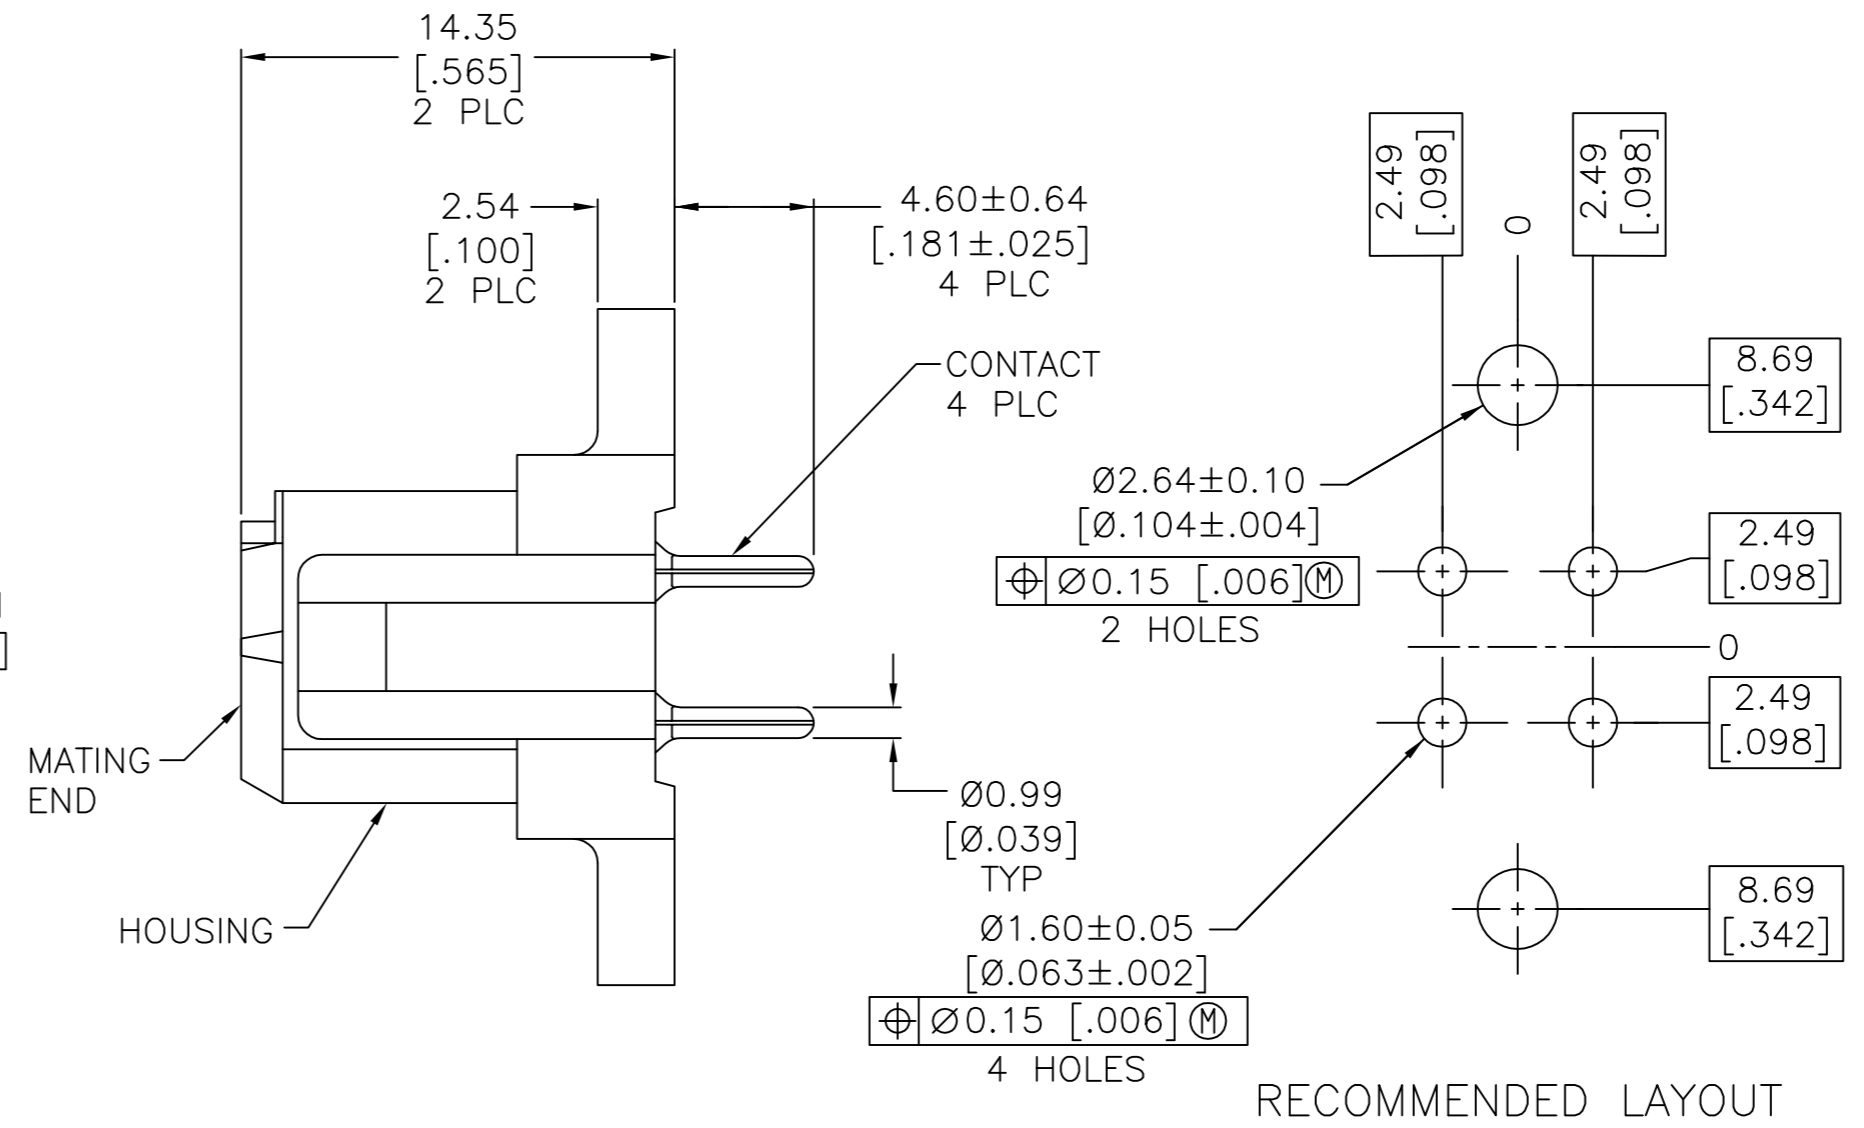 14.35
[.565]
2 PLC
2.54
[.100]
2 PLC
4.60±0.64
[.181±.025]
4 PLC
2.49
[.098]
0
2.49
[.098]
CONTACT
4 PLC
8.69
[.342]
Ø2.64±0.10
[Ø.104±.004]
⌖ Ø0.15 [.006]Ⓜ
2 HOLES
2.49
[.098]
0
2.49
[.098]
MATING
END
HOUSING
Ø0.99
[Ø.039]
TYP
Ø1.60±0.05
[Ø.063±.002]
⌖ Ø0.15 [.006]Ⓜ
4 HOLES
8.69
[.342]
RECOMMENDED LAYOUT